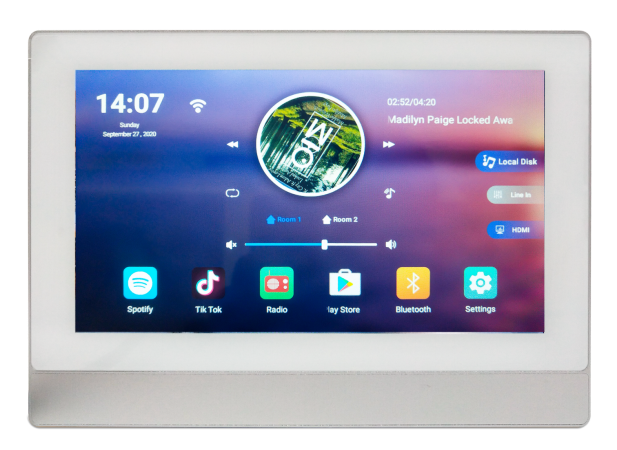 14:07
Sunday
September 27, 2020
02:52/04:20
Madilyn Paige Locked Awa
Local Disk
Line In
HDMI
Room 1
Room 2
Spotify
Tik Tok
Radio
lay Store
Bluetooth
Settings